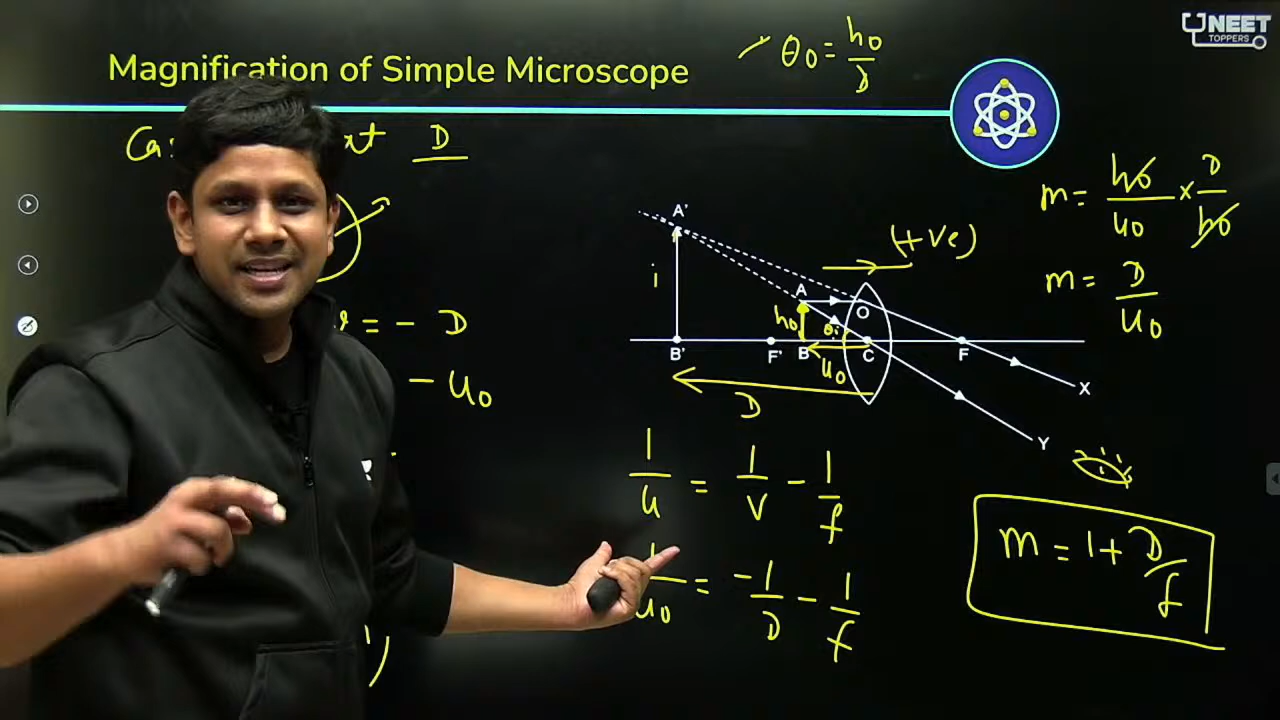 NEET
TOPPERS
Magnification of Simple Microscope
θ0 = h0/D
D
m = h0/u0 × D/h0
m = D/u0
(+ve)
A'
i
A
O
h0
θi
B'
F'
B
C
F
u0
X
D
Y
= - D
- u0
1/u = 1/v - 1/f
u0 = -1/D - 1/f
m = 1 + D/f